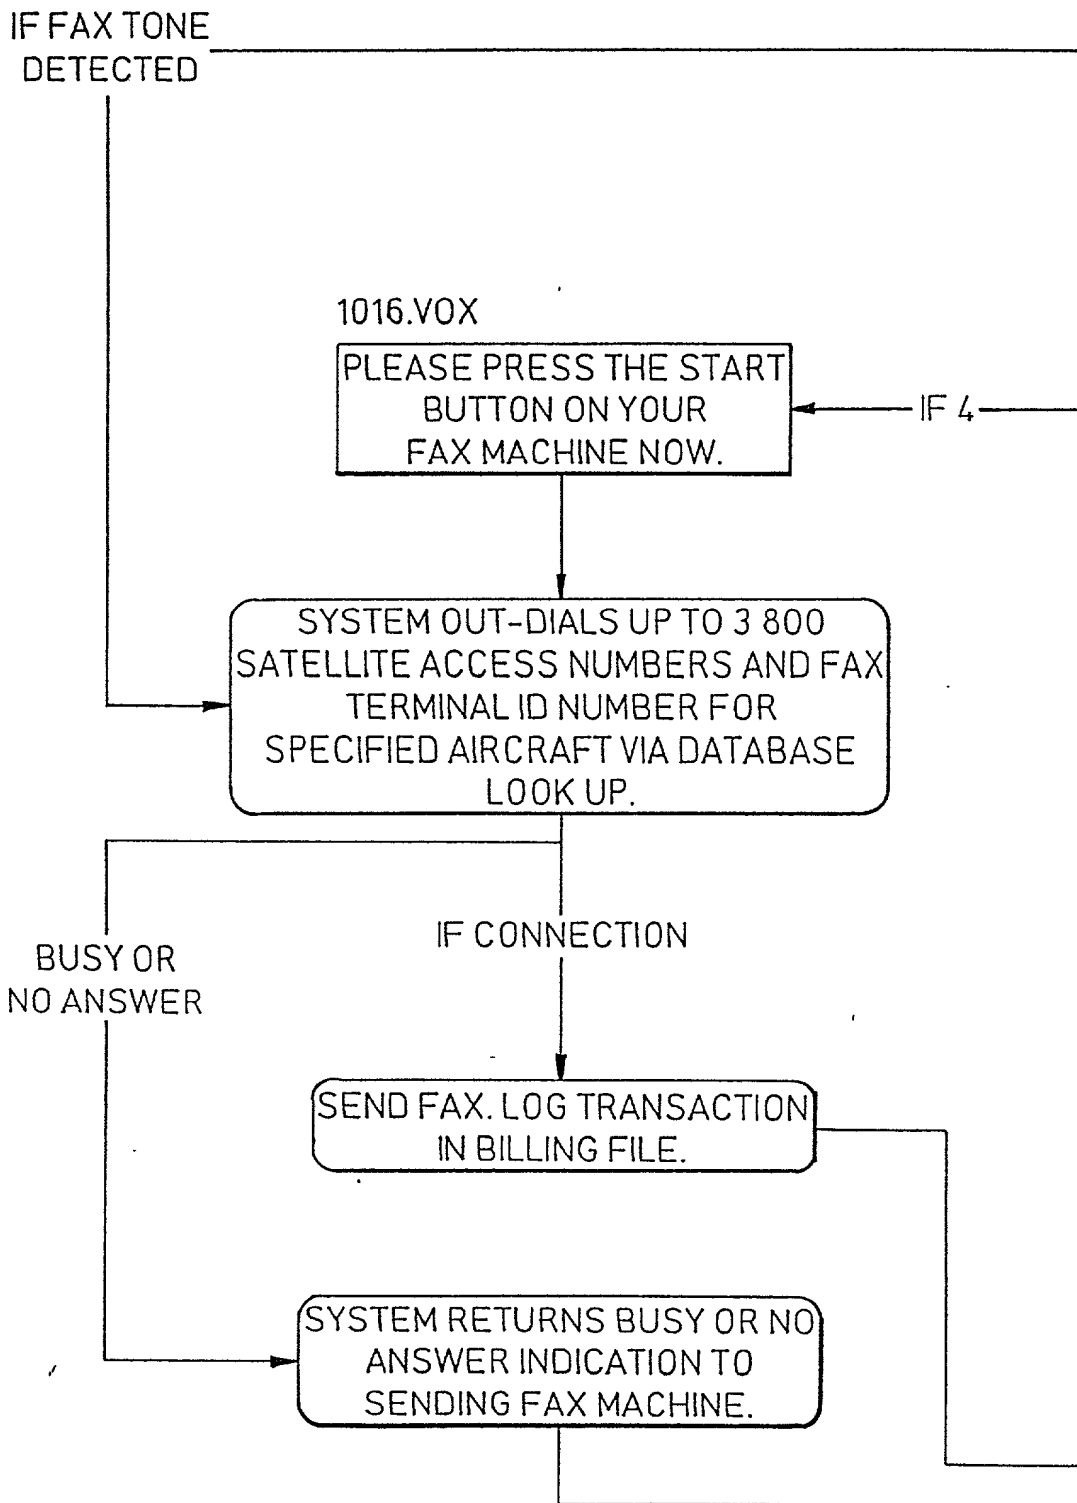 IF FAX TONE
DETECTED
1016.VOX
PLEASE PRESS THE START
BUTTON ON YOUR
FAX MACHINE NOW.
IF 4
SYSTEM OUT-DIALS UP TO 3 800
SATELLITE ACCESS NUMBERS AND FAX
TERMINAL ID NUMBER FOR
SPECIFIED AIRCRAFT VIA DATABASE
LOOK UP.
BUSY OR
NO ANSWER
IF CONNECTION
SEND FAX. LOG TRANSACTION
IN BILLING FILE.
SYSTEM RETURNS BUSY OR NO
ANSWER INDICATION TO
SENDING FAX MACHINE.